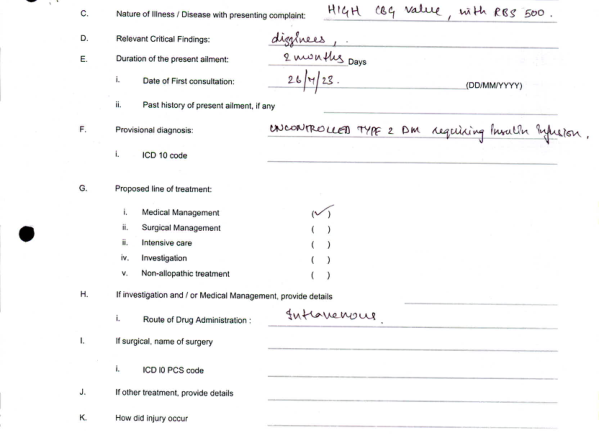 C. Nature of Illness / Disease with presenting complaint: HIGH CBG value, with RBS 500.
D. Relevant Critical Findings: dizzlnees, .
E. Duration of the present ailment: 2 months Days
i. Date of First consultation: 26/7/23. (DD/MM/YYYY)
ii. Past history of present ailment, if any
F. Provisional diagnosis: UNCONTROLLED TYPE 2 DM requiring Insulin Infusion.
i. ICD 10 code
G. Proposed line of treatment:
i. Medical Management (✓)
ii. Surgical Management ( )
ii. Intensive care ( )
iv. Investigation ( )
v. Non-allopathic treatment ( )
H. If investigation and / or Medical Management, provide details
i. Route of Drug Administration : Intravenous.
I. If surgical, name of surgery
i. ICD I0 PCS code
J. If other treatment, provide details
K. How did injury occur